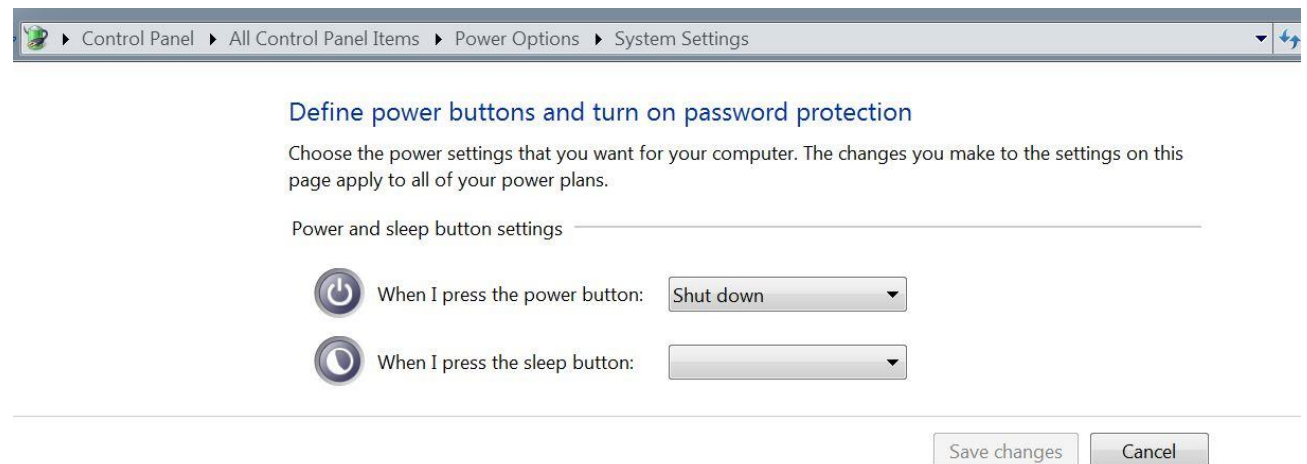 Control Panel All Control Panel Items Power Options System Settings
Define power buttons and turn on password protection
Choose the power settings that you want for your computer. The changes you make to the settings on this
page apply to all of your power plans.
Power and sleep button settings
When I press the power button: Shut down
When I press the sleep button:
Save changes Cancel